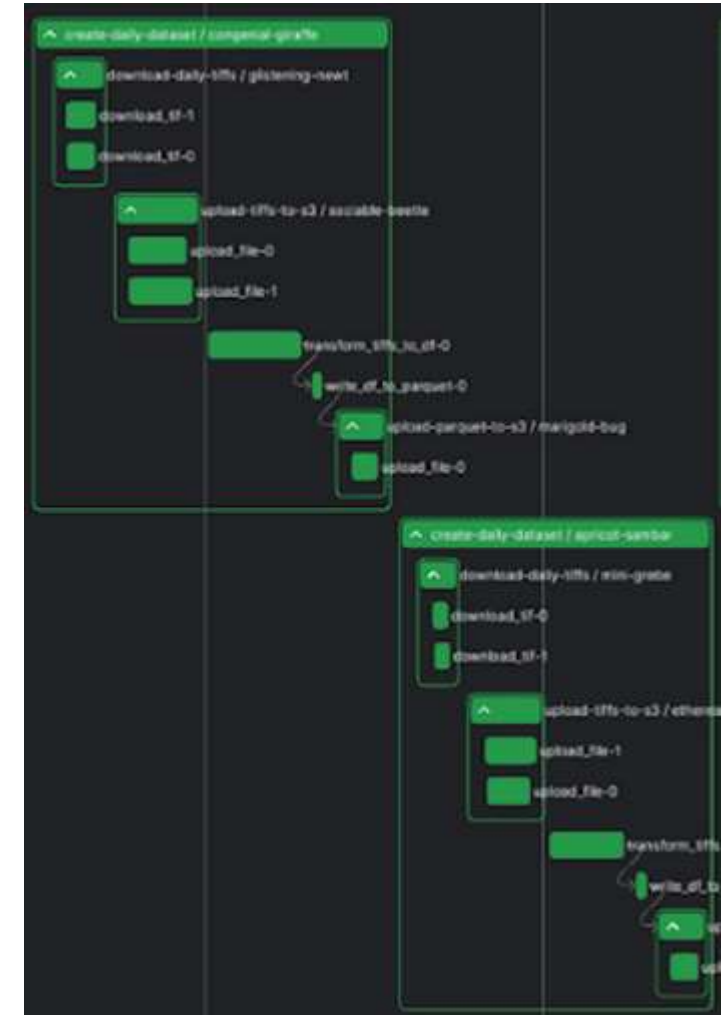 create-daily-dataset / congenial-giraffe
download-daily-tiffs / glistening-newt
download_tif-1
download_tif-0
upload-tiffs-to-s3 / sociable-beetle
upload_file-0
upload_file-1
transform_tiffs_to_df-0
write_df_to_parquet-0
upload-parquet-to-s3 / marigold-bug
upload_file-0
create-daily-dataset / apricot-sambar
download-daily-tiffs / mini-grebe
download_tif-0
download_tif-1
upload-tiffs-to-s3 / etherea
upload_file-1
upload_file-0
transform_tiffs
write_df_to